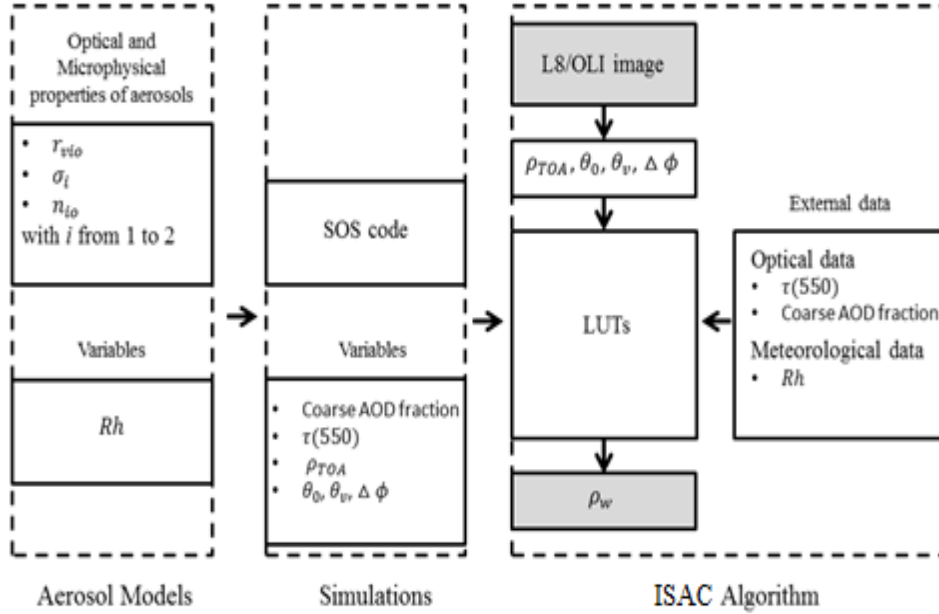 Optical and
Microphysical
properties of aerosols
• r_vio
• σ_i
• n_io
with i from 1 to 2
Variables
Rh
Aerosol Models
SOS code
Variables
• Coarse AOD fraction
• τ(550)
• ρ_TOA
• θ_0, θ_v, Δ ϕ
Simulations
L8/OLI image
ρ_TOA, θ_0, θ_v, Δ ϕ
LUTs
ρ_w
External data
Optical data
• τ(550)
• Coarse AOD fraction
Meteorological data
• Rh
ISAC Algorithm